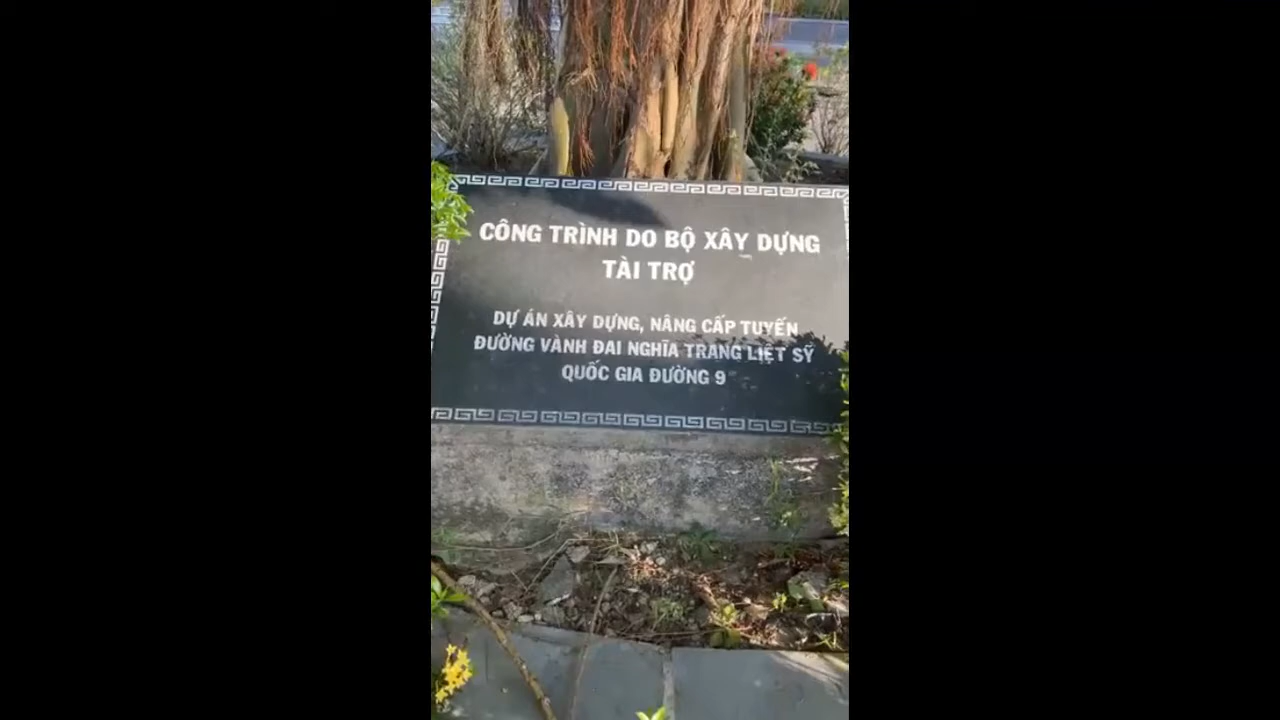 CÔNG TRÌNH DO BỘ XÂY DỰNG
TÀI TRỢ
DỰ ÁN XÂY DỰNG, NÂNG CẤP TUYẾN
ĐƯỜNG VÀNH ĐAI NGHĨA TRANG LIỆT SỸ
QUỐC GIA ĐƯỜNG 9